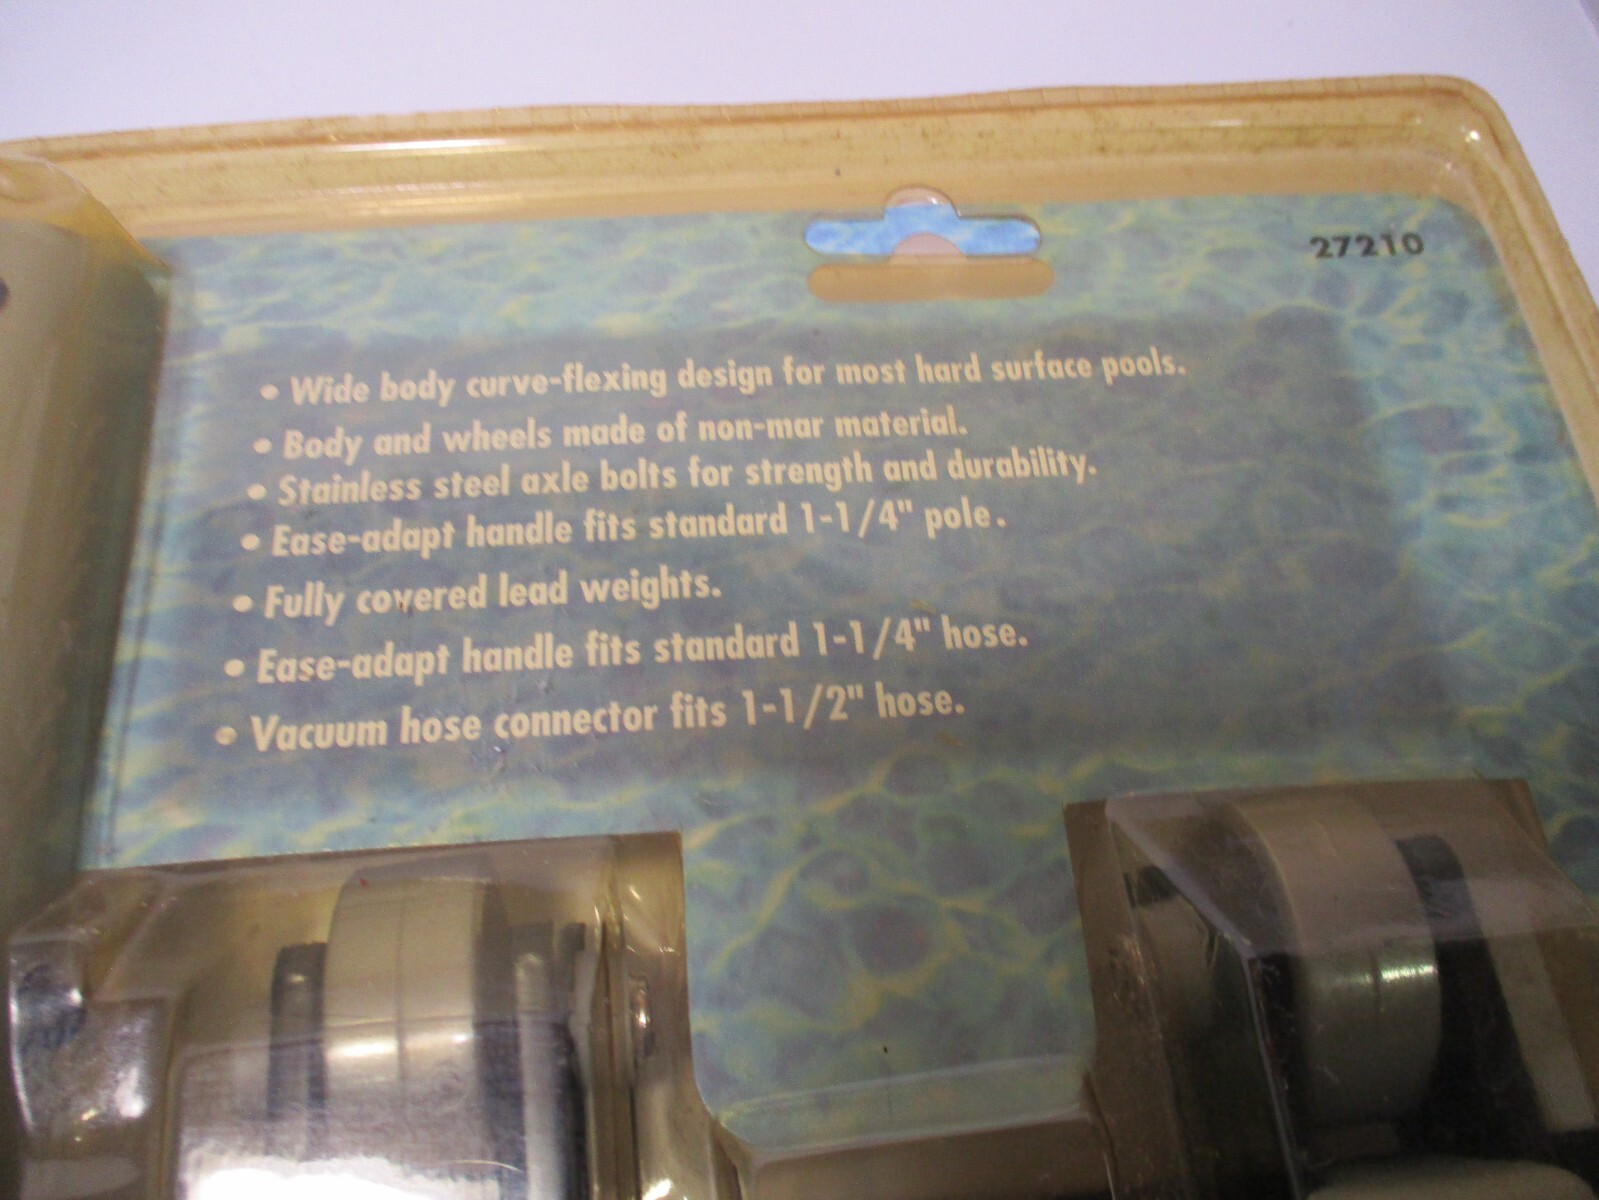 27210
• Wide body curve-flexing design for most hard surface pools.
• Body and wheels made of non-mar material.
• Stainless steel axle bolts for strength and durability.
• Ease-adapt handle fits standard 1-1/4" pole.
• Fully covered lead weights.
• Ease-adapt handle fits standard 1-1/4" hose.
• Vacuum hose connector fits 1-1/2" hose.